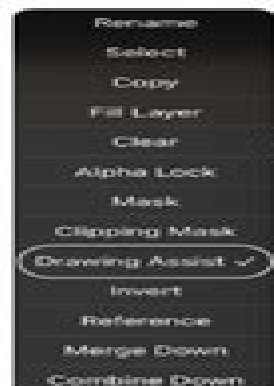 Rename
Select
Copy
Fill Layer
Clear
Alpha Lock
Mask
Clipping Mask
Drawing Assist ✓
Invert
Reference
Merge Down
Combine Down